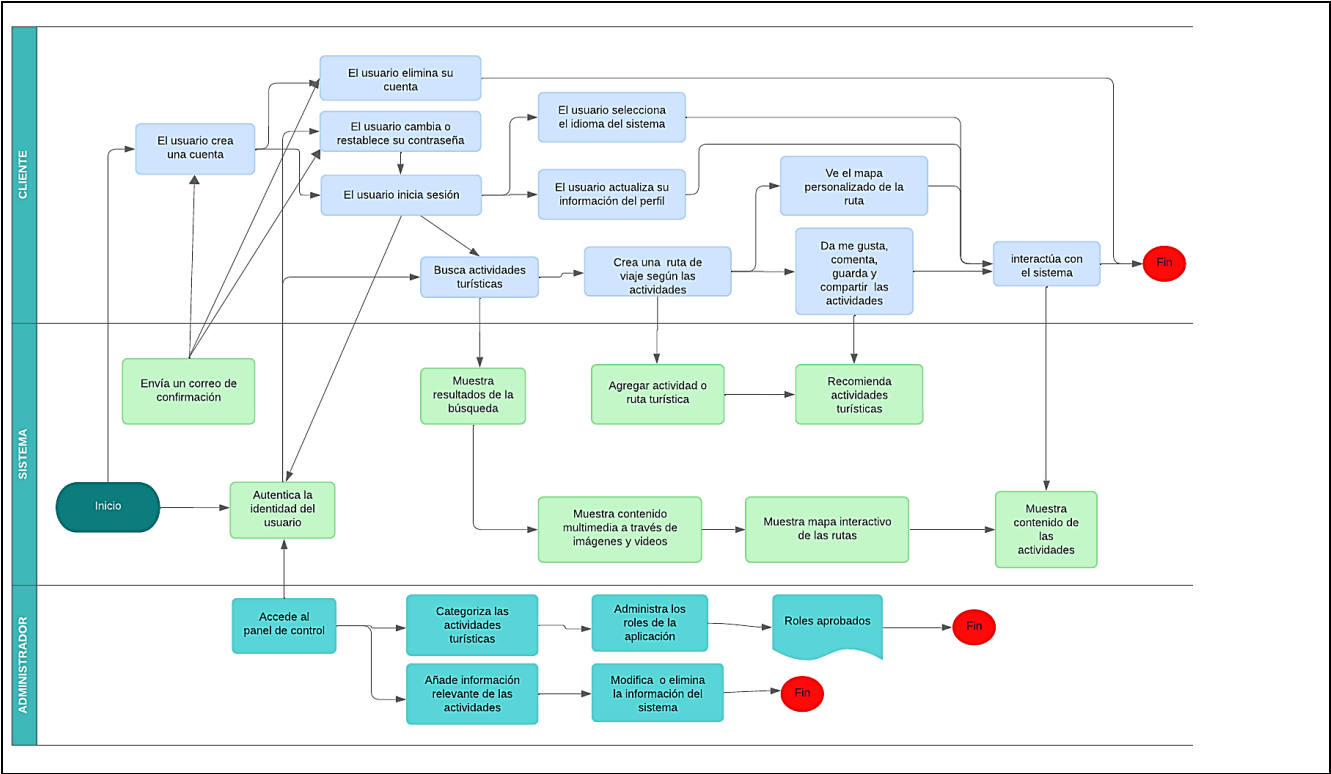 CLIENTE
El usuario elimina su
cuenta
El usuario crea
una cuenta
El usuario cambia o
restablece su contraseña
El usuario inicia sesión
El usuario selecciona
el idioma del sistema
El usuario actualiza su
información del perfil
Ve el mapa
personalizado de la
ruta
Busca actividades
turísticas
Crea una ruta de
viaje según las
actividades
Da me gusta,
comenta,
guarda y
compartir las
actividades
interactúa con
el sistema
Fin
SISTEMA
Envía un correo de
confirmación
Muestra
resultados de la
búsqueda
Agregar actividad o
ruta turística
Recomienda
actividades
turísticas
Inicio
Autentica la
identidad del
usuario
Muestra contenido
multimedia a través de
imágenes y videos
Muestra mapa interactivo
de las rutas
Muestra
contenido de
las
actividades
ADMINISTRADOR
Accede al
panel de control
Categoriza las
actividades
turísticas
Administra los
roles de la
aplicación
Roles aprobados
Fin
Añade información
relevante de las
actividades
Modifica o elimina
la información del
sistema
Fin